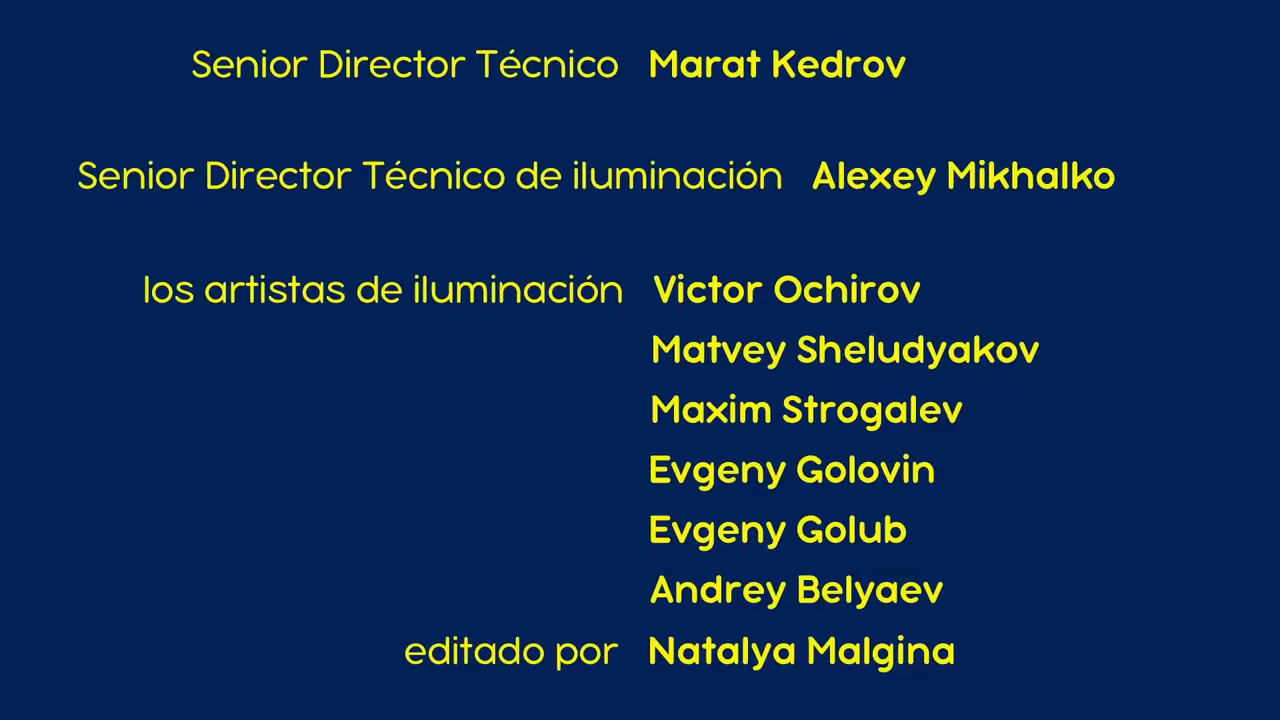 Senior Director Técnico Marat Kedrov
Senior Director Técnico de iluminación Alexey Mikhalko
los artistas de iluminación Victor Ochirov
Matvey Sheludyakov
Maxim Strogalev
Evgeny Golovin
Evgeny Golub
Andrey Belyaev
editado por Natalya Malgina